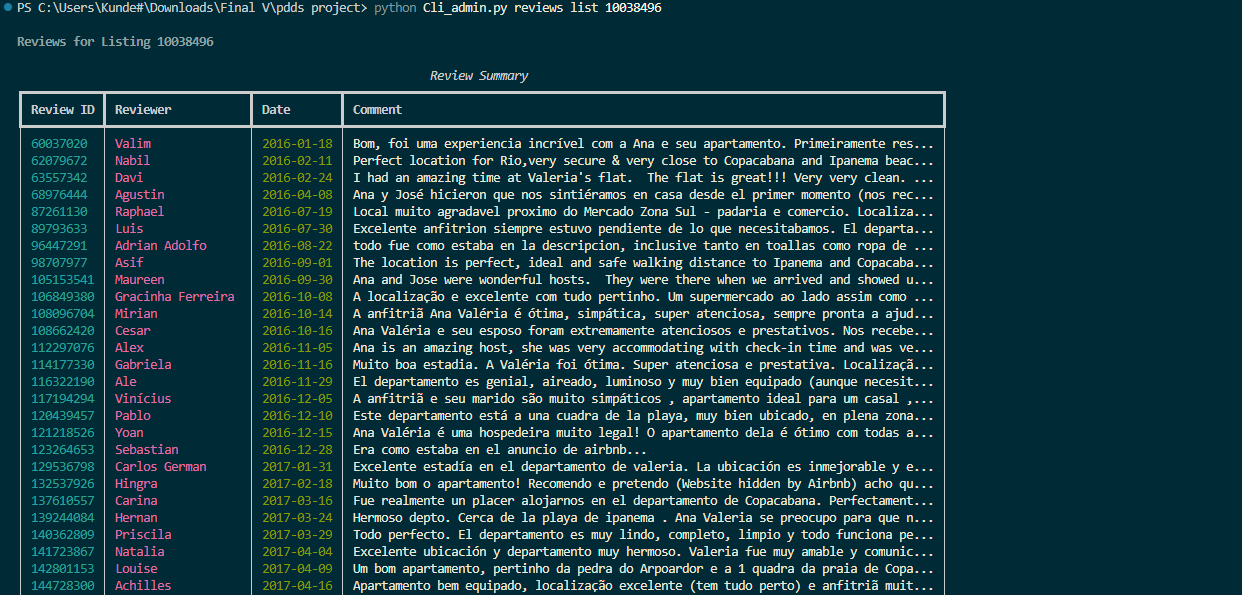 PS C:\Users\Kunde#\Downloads\Final V\pdds project> python Cli_admin.py reviews list 10038496
Reviews for Listing 10038496
Review Summary
Review ID Reviewer Date Comment
60037020 Valim 2016-01-18 Bom, foi uma experiencia incrível com a Ana e seu apartamento. Primeiramente res...
62079672 Nabil 2016-02-11 Perfect location for Rio,very secure & very close to Copacabana and Ipanema beac...
63557342 Davi 2016-02-24 I had an amazing time at Valeria's flat.  The flat is great!!! Very very clean. ...
68976444 Agustin 2016-04-08 Ana y José hicieron que nos sintiéramos en casa desde el primer momento (nos rec...
87261130 Raphael 2016-07-19 Local muito agradavel proximo do Mercado Zona Sul - padaria e comercio. Localiza...
89793633 Luis 2016-07-30 Excelente anfitrion siempre estuvo pendiente de lo que necesitabamos. El departa...
96447291 Adrian Adolfo 2016-08-22 todo fue como estaba en la descripcion, inclusive tanto en toallas como ropa de ...
98707977 Asif 2016-09-01 The location is perfect, ideal and safe walking distance to Ipanema and Copacaba...
105153541 Maureen 2016-09-30 Ana and Jose were wonderful hosts.  They were there when we arrived and showed u...
106849380 Gracinha Ferreira 2016-10-08 A localização e excelente com tudo pertinho. Um supermercado ao lado assim como ...
108096704 Mirian 2016-10-14 A anfitriã Ana Valéria é ótima, simpática, super atenciosa, sempre pronta a ajud...
108662420 Cesar 2016-10-16 Ana Valéria e seu esposo foram extremamente atenciosos e prestativos. Nos recebe...
112297076 Alex 2016-11-05 Ana is an amazing host, she was very accommodating with check-in time and was ve...
114177330 Gabriela 2016-11-16 Muito boa estadia. A Valéria foi ótima. Super atenciosa e prestativa. Localizaçã...
116322190 Ale 2016-11-29 El departamento es genial, aireado, luminoso y muy bien equipado (aunque necesit...
117194294 Vinícius 2016-12-05 A anfitriã e seu marido são muito simpáticos , apartamento ideal para um casal ,...
120439457 Pablo 2016-12-10 Este departamento está a una cuadra de la playa, muy bien ubicado, en plena zona...
121218526 Yoan 2016-12-15 Ana Valéria é uma hospedeira muito legal! O apartamento dela é ótimo com todas a...
123264653 Sebastian 2016-12-28 Era como estaba en el anuncio de airbnb...
129536798 Carlos German 2017-01-31 Excelente estadía en el departamento de valeria. La ubicación es inmejorable y e...
132537926 Hingra 2017-02-18 Muito bom o apartamento! Recomendo e pretendo (Website hidden by Airbnb) acho qu...
137610557 Carina 2017-03-16 Fue realmente un placer alojarnos en el departamento de Copacabana. Perfectament...
139244084 Hernan 2017-03-24 Hermoso depto. Cerca de la playa de ipanema . Ana Valeria se preocupo para que n...
140362809 Priscila 2017-03-29 Todo perfecto. El departamento es muy lindo, completo, limpio y todo funciona pe...
141723867 Natalia 2017-04-04 Excelente ubicación y departamento muy hermoso. Valeria fue muy amable y comunic...
142801153 Louise 2017-04-09 Um bom apartamento, pertinho da pedra do Arpoardor e a 1 quadra da praia de Copa...
144728300 Achilles 2017-04-16 Apartamento bem equipado, localização excelente (tem tudo perto) e anfitriã muit...